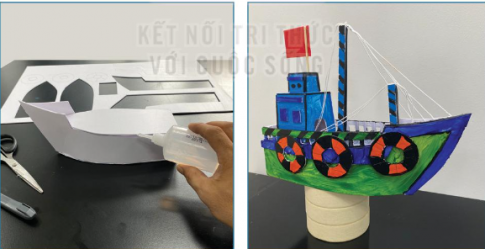 KẾT NỐI TRI THỨC
VỚI CUỘC SỐNG